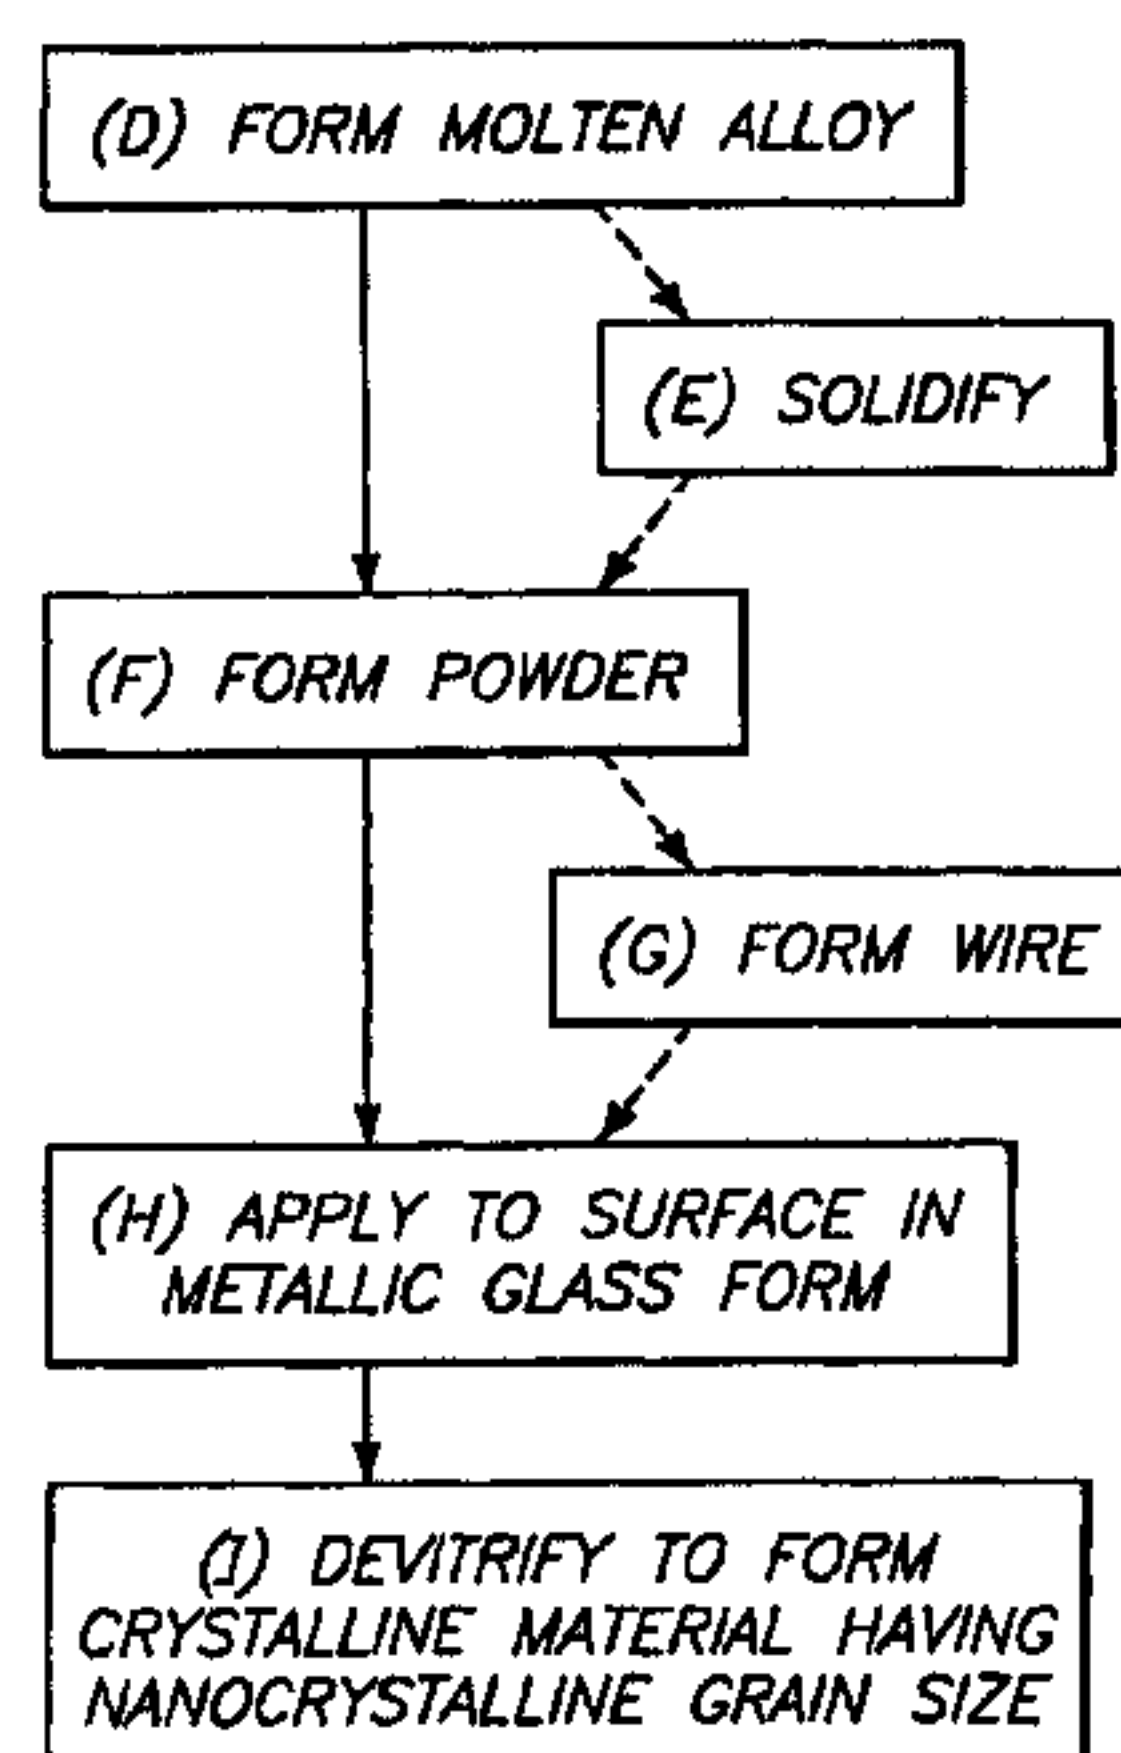 (D) FORM MOLTEN ALLOY
(E) SOLIDIFY
(F) FORM POWDER
(G) FORM WIRE
(H) APPLY TO SURFACE IN
METALLIC GLASS FORM
(I) DEVITRIFY TO FORM
CRYSTALLINE MATERIAL HAVING
NANOCRYSTALLINE GRAIN SIZE